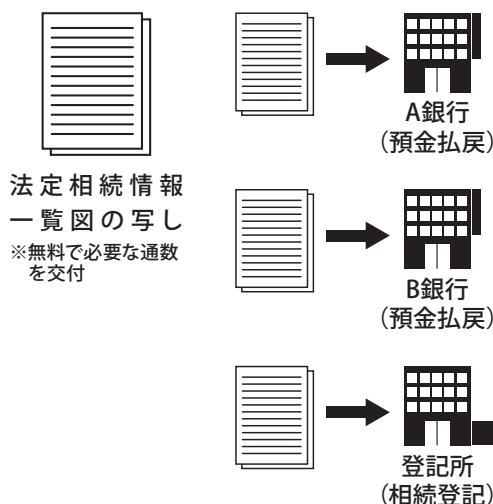 法定相続情報
一覧図の写し
※無料で必要な通数
を交付
A銀行
(預金払戻)
B銀行
(預金払戻)
登記所
(相続登記)